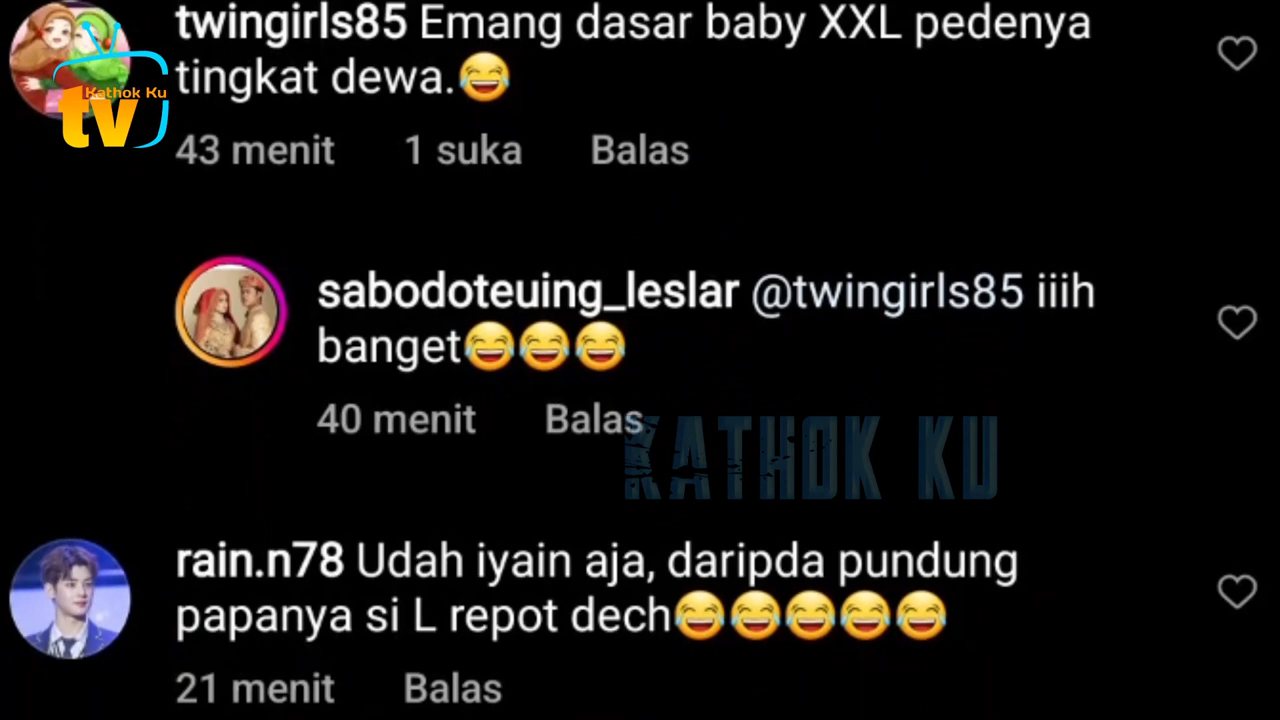 twingirls85 Emang dasar baby XXL pedenya
tingkat dewa.😂
Kathok Ku
tv
43 menit 1 suka Balas
sabodoteuing_leslar @twingirls85 iiih
banget😂😂😂
40 menit Balas
KATHOK KU
rain.n78 Udah iyain aja, daripda pundung
papanya si L repot dech😂😂😂😂😂
21 menit Balas